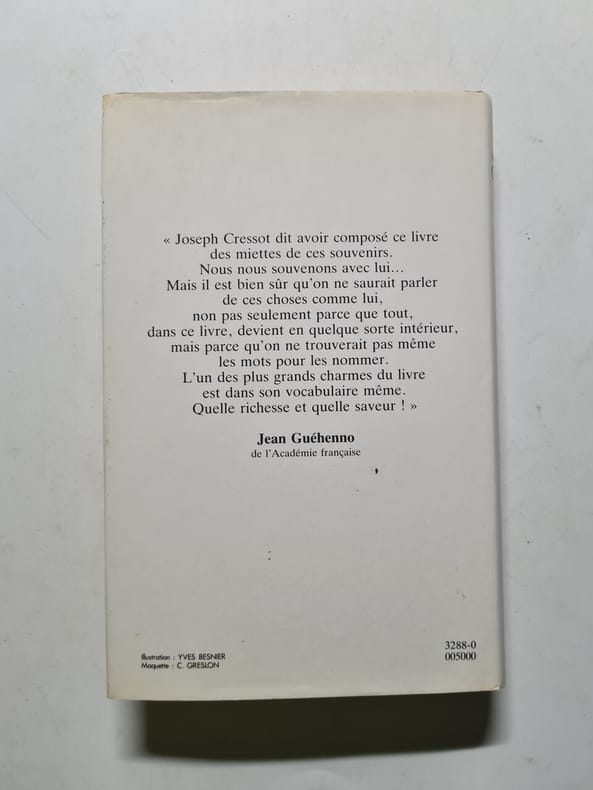 « Joseph Cressot dit avoir composé ce livre
des miettes de ces souvenirs.
Nous nous souvenons avec lui...
Mais il est bien sûr qu'on ne saurait parler
de ces choses comme lui,
non pas seulement parce que tout,
dans ce livre, devient en quelque sorte intérieur,
mais parce qu'on ne trouverait pas même
les mots pour les nommer.
L'un des plus grands charmes du livre
est dans son vocabulaire même.
Quelle richesse et quelle saveur ! »
Jean Guéhenno
de l'Académie française
Illustration : YVES BESNIER
Maquette : C. GRESLON
3288-0
005000